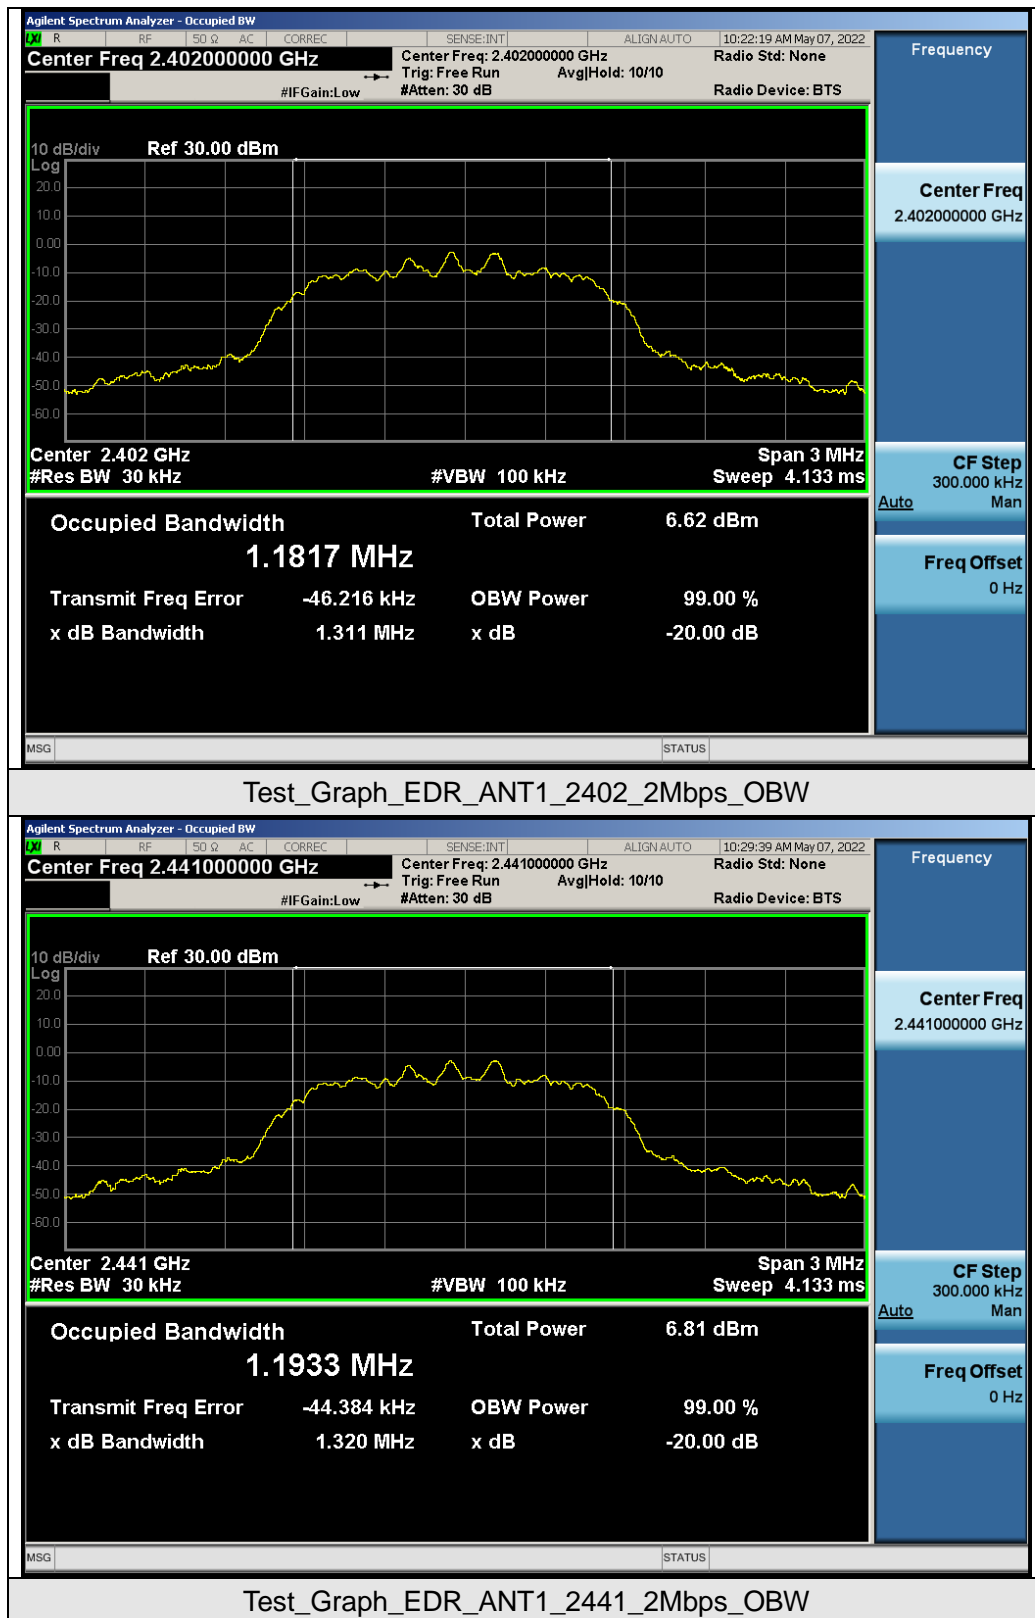 Agilent Spectrum Analyzer - Occupied BW
LXI R RF 50 Ω AC CORREC SENSE:INT ALIGN AUTO 10:22:19 AM May 07, 2022
Center Freq 2.402000000 GHz Center Freq: 2.402000000 GHz Radio Std: None Frequency
Trig: Free Run Avg|Hold: 10/10
#IFGain:Low #Atten: 30 dB Radio Device: BTS
10 dB/div Ref 30.00 dBm
Log
20.0
10.0
0.00
-10.0
-20.0
-30.0
-40.0
-50.0
-60.0
Center Freq
2.402000000 GHz
Center 2.402 GHz Span 3 MHz
#Res BW 30 kHz #VBW 100 kHz Sweep 4.133 ms
CF Step
300.000 kHz
Auto Man
Occupied Bandwidth Total Power 6.62 dBm
1.1817 MHz
Transmit Freq Error -46.216 kHz OBW Power 99.00 %
x dB Bandwidth 1.311 MHz x dB -20.00 dB
Freq Offset
0 Hz
MSG STATUS
Test_Graph_EDR_ANT1_2402_2Mbps_OBW
Agilent Spectrum Analyzer - Occupied BW
LXI R RF 50 Ω AC CORREC SENSE:INT ALIGN AUTO 10:29:39 AM May 07, 2022
Center Freq 2.441000000 GHz Center Freq: 2.441000000 GHz Radio Std: None Frequency
Trig: Free Run Avg|Hold: 10/10
#IFGain:Low #Atten: 30 dB Radio Device: BTS
10 dB/div Ref 30.00 dBm
Log
20.0
10.0
0.00
-10.0
-20.0
-30.0
-40.0
-50.0
-60.0
Center Freq
2.441000000 GHz
Center 2.441 GHz Span 3 MHz
#Res BW 30 kHz #VBW 100 kHz Sweep 4.133 ms
CF Step
300.000 kHz
Auto Man
Occupied Bandwidth Total Power 6.81 dBm
1.1933 MHz
Transmit Freq Error -44.384 kHz OBW Power 99.00 %
x dB Bandwidth 1.320 MHz x dB -20.00 dB
Freq Offset
0 Hz
MSG STATUS
Test_Graph_EDR_ANT1_2441_2Mbps_OBW